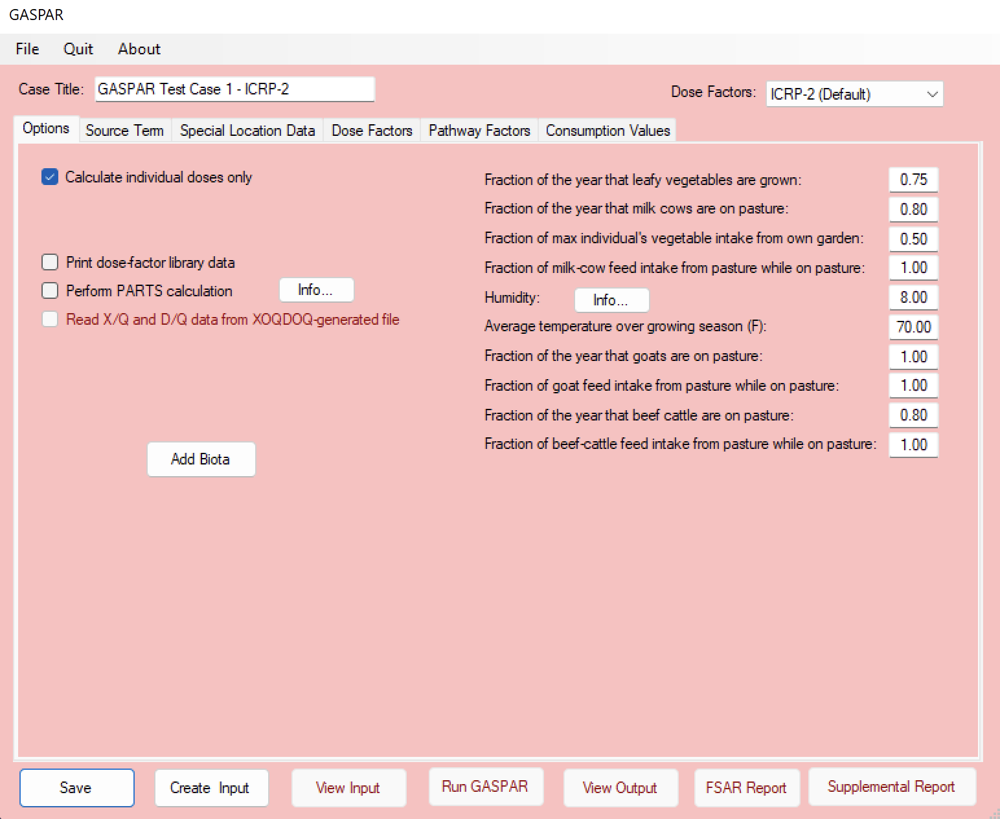 GASPAR
File Quit About
Case Title: GASPAR Test Case 1 - ICRP-2
Dose Factors: ICRP-2 (Default)
Options Source Term Special Location Data Dose Factors Pathway Factors Consumption Values
Calculate individual doses only
Print dose-factor library data
Perform PARTS calculation Info...
Read X/Q and D/Q data from XOQDOQ-generated file
Add Biota
Fraction of the year that leafy vegetables are grown: 0.75
Fraction of the year that milk cows are on pasture: 0.80
Fraction of max individual's vegetable intake from own garden: 0.50
Fraction of milk-cow feed intake from pasture while on pasture: 1.00
Humidity: Info... 8.00
Average temperature over growing season (F): 70.00
Fraction of the year that goats are on pasture: 1.00
Fraction of goat feed intake from pasture while on pasture: 1.00
Fraction of the year that beef cattle are on pasture: 0.80
Fraction of beef-cattle feed intake from pasture while on pasture: 1.00
Save Create Input View Input Run GASPAR View Output FSAR Report Supplemental Report